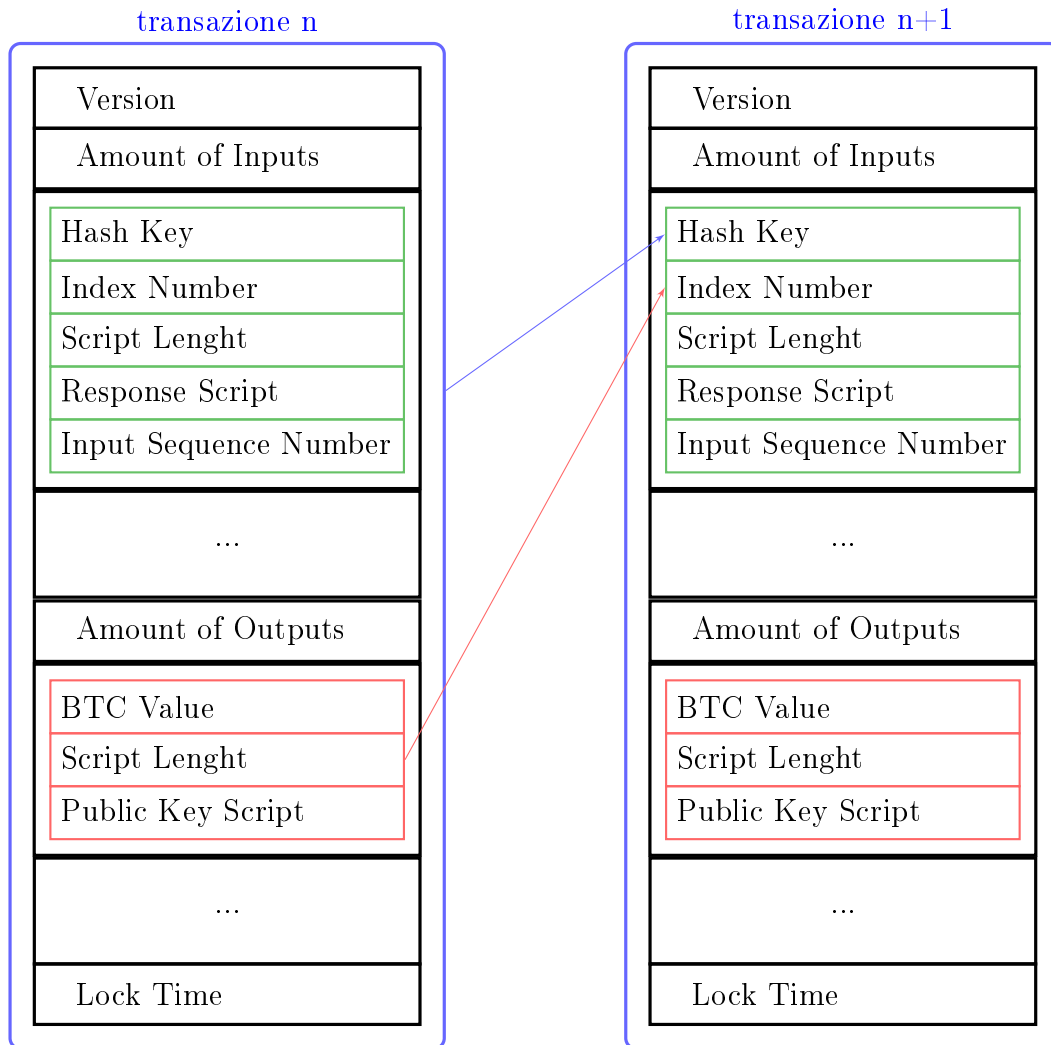 transazione n
Version
Amount of Inputs
Hash Key
Index Number
Script Lenght
Response Script
Input Sequence Number
...
Amount of Outputs
BTC Value
Script Lenght
Public Key Script
...
Lock Time
transazione n+1
Version
Amount of Inputs
Hash Key
Index Number
Script Lenght
Response Script
Input Sequence Number
...
Amount of Outputs
BTC Value
Script Lenght
Public Key Script
...
Lock Time